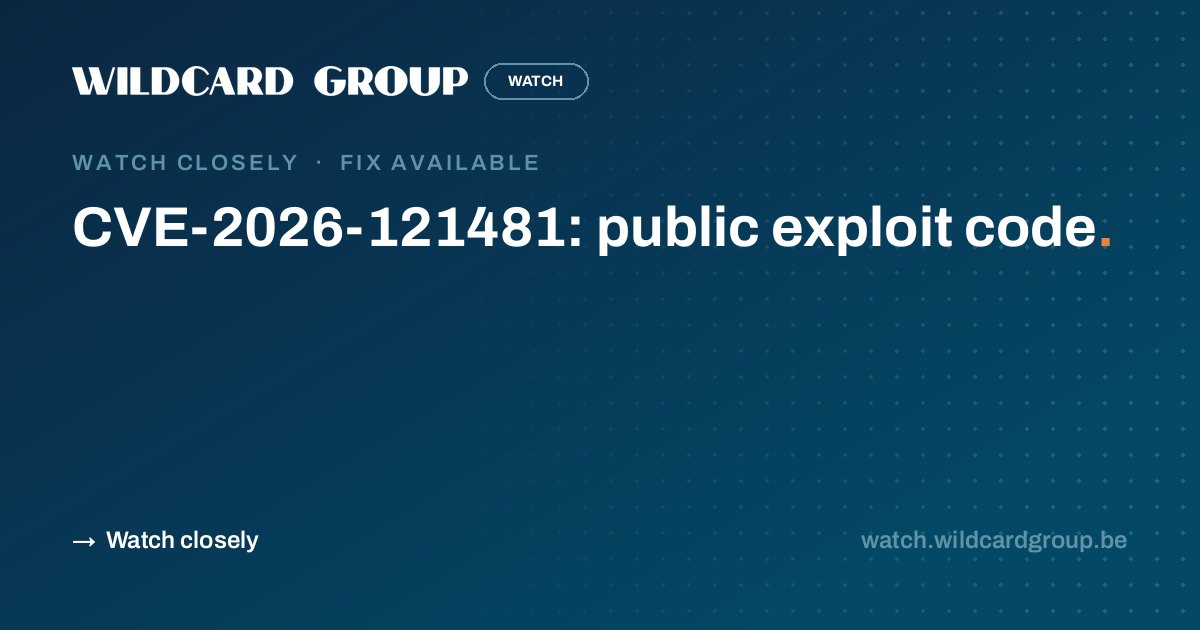 WILDCARD GROUP WATCH
WATCH CLOSELY · FIX AVAILABLE
CVE-2026-121481: public exploit code.
→ Watch closely
watch.wildcardgroup.be